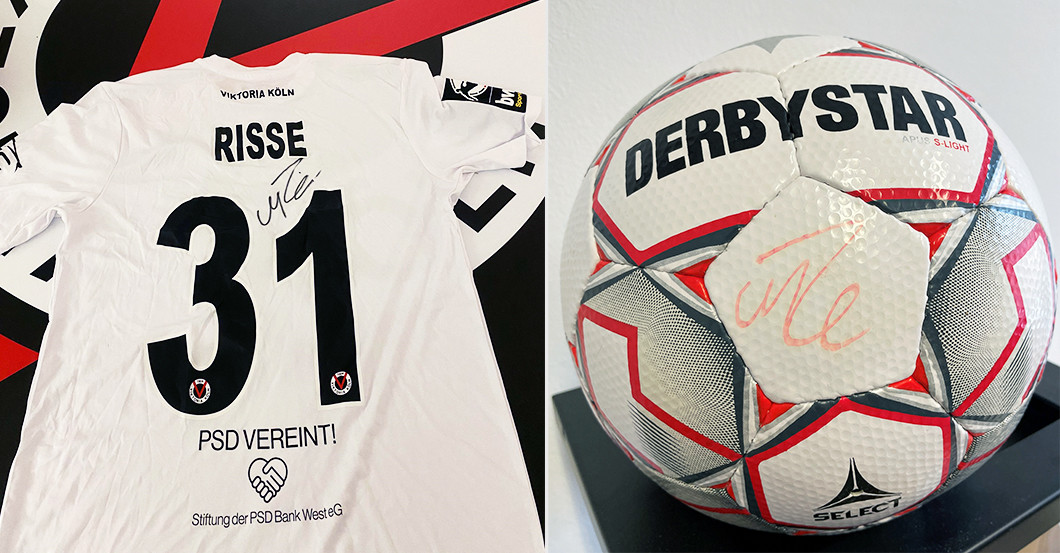 VIKTORIA KÖLN
RISSE
31
PSD VEREINT!
Stiftung der PSD Bank West eG
DERBYSTAR
APUS S-LIGHT
SELECT